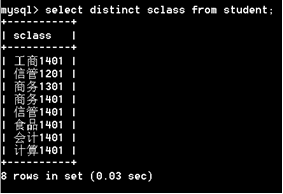 mysql> select distinct sclass from student;
+----------+
| sclass   |
+----------+
| 工商1401 |
| 信管1201 |
| 商务1301 |
| 商务1401 |
| 信管1401 |
| 食品1401 |
| 会计1401 |
| 计算1401 |
+----------+
8 rows in set (0.03 sec)